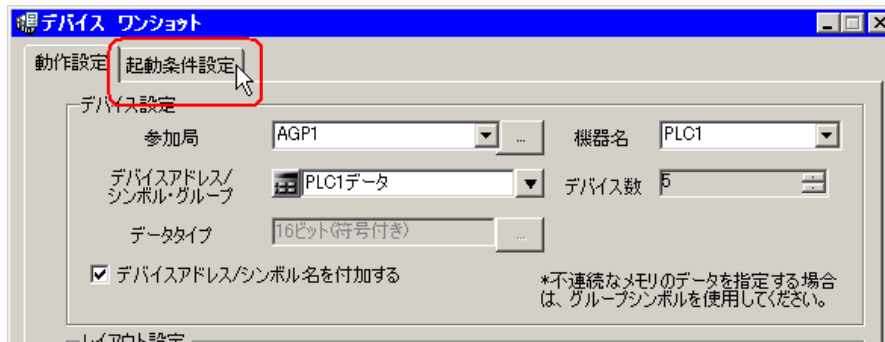 デバイス ワンショット
動作設定 起動条件設定
デバイス設定
参加局 AGP1 ... 機器名 PLC1
デバイスアドレス/
シンボル・グループ PLC1データ デバイス数 5
データタイプ 16ビット(符号付き) ...
デバイスアドレス/シンボル名を付加する
*不連続なメモリのデータを指定する場合
は、グループシンボルを使用してください。
レイアウト設定